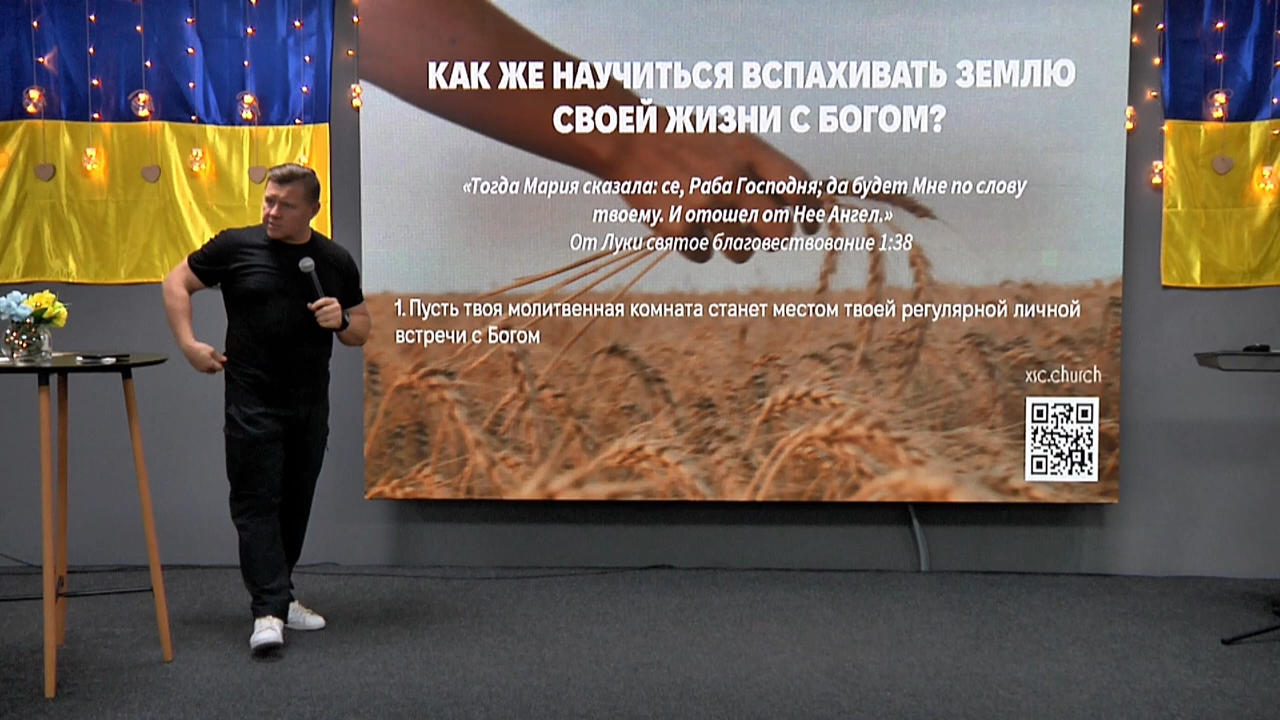 КАК ЖЕ НАУЧИТЬСЯ ВСПАХИВАТЬ ЗЕМЛЮ
СВОЕЙ ЖИЗНИ С БОГОМ?
«Тогда Мария сказала: се, Раба Господня; да будет Мне по слову
твоему. И отошел от Нее Ангел.»
От Луки святое благовествование 1:38
1. Пусть твоя молитвенная комната станет местом твоей регулярной личной
встречи с Богом
xsc.church